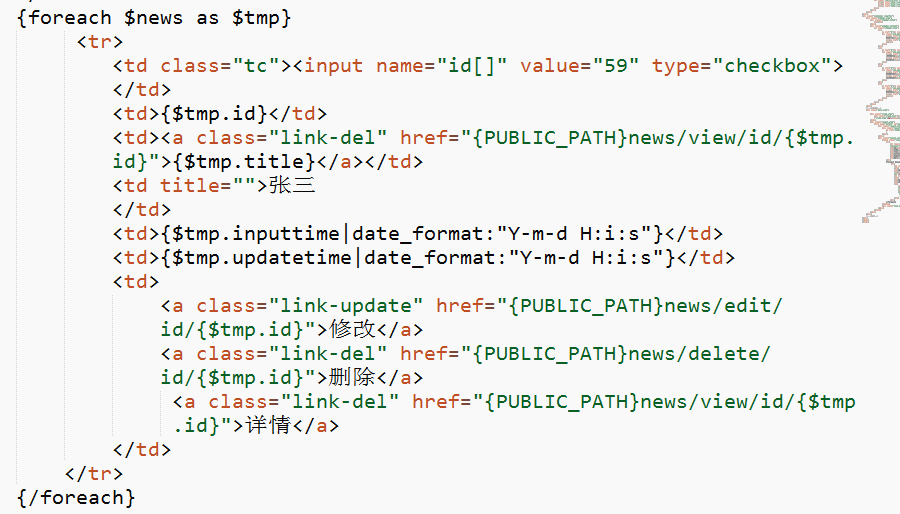 {foreach $news as $tmp}
<tr>
<td class="tc"><input name="id[]" value="59" type="checkbox">
</td>
<td>{$tmp.id}</td>
<td><a class="link-del" href="{PUBLIC_PATH}news/view/id/{$tmp.
id}">{$tmp.title}</a></td>
<td title="">张三
</td>
<td>{$tmp.inputtime|date_format:"Y-m-d H:i:s"}</td>
<td>{$tmp.updatetime|date_format:"Y-m-d H:i:s"}</td>
<td>
<a class="link-update" href="{PUBLIC_PATH}news/edit/
id/{$tmp.id}">修改</a>
<a class="link-del" href="{PUBLIC_PATH}news/delete/
id/{$tmp.id}">删除</a>
<a class="link-del" href="{PUBLIC_PATH}news/view/id/{$tmp
.id}">详情</a>
</td>
</tr>
{/foreach}